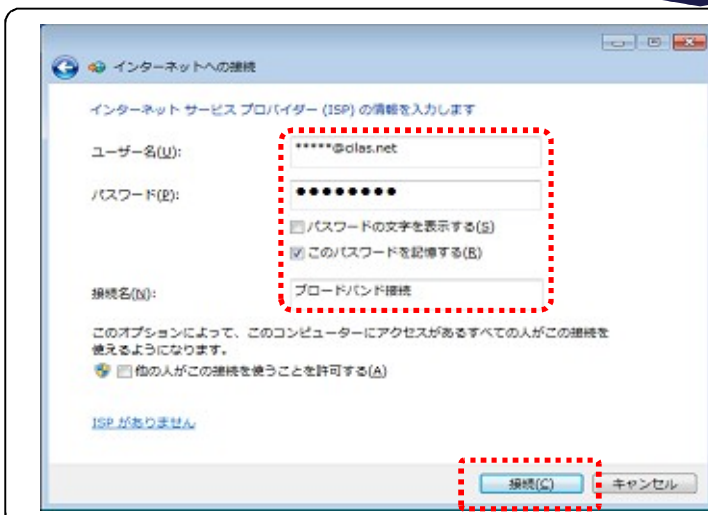 インターネットへの接続
インターネット サービス プロバイダー (ISP) の情報を入力します
ユーザー名(U):
*****@cilas.net
パスワード(P):
●●●●●●●●
パスワードの文字を表示する(S)
このパスワードを記憶する(R)
接続名(N):
ブロードバンド接続
このオプションによって、このコンピューターにアクセスがあるすべての人がこの接続を
使えるようになります。
他の人がこの接続を使うことを許可する(A)
ISP がありません
接続(C)
キャンセル